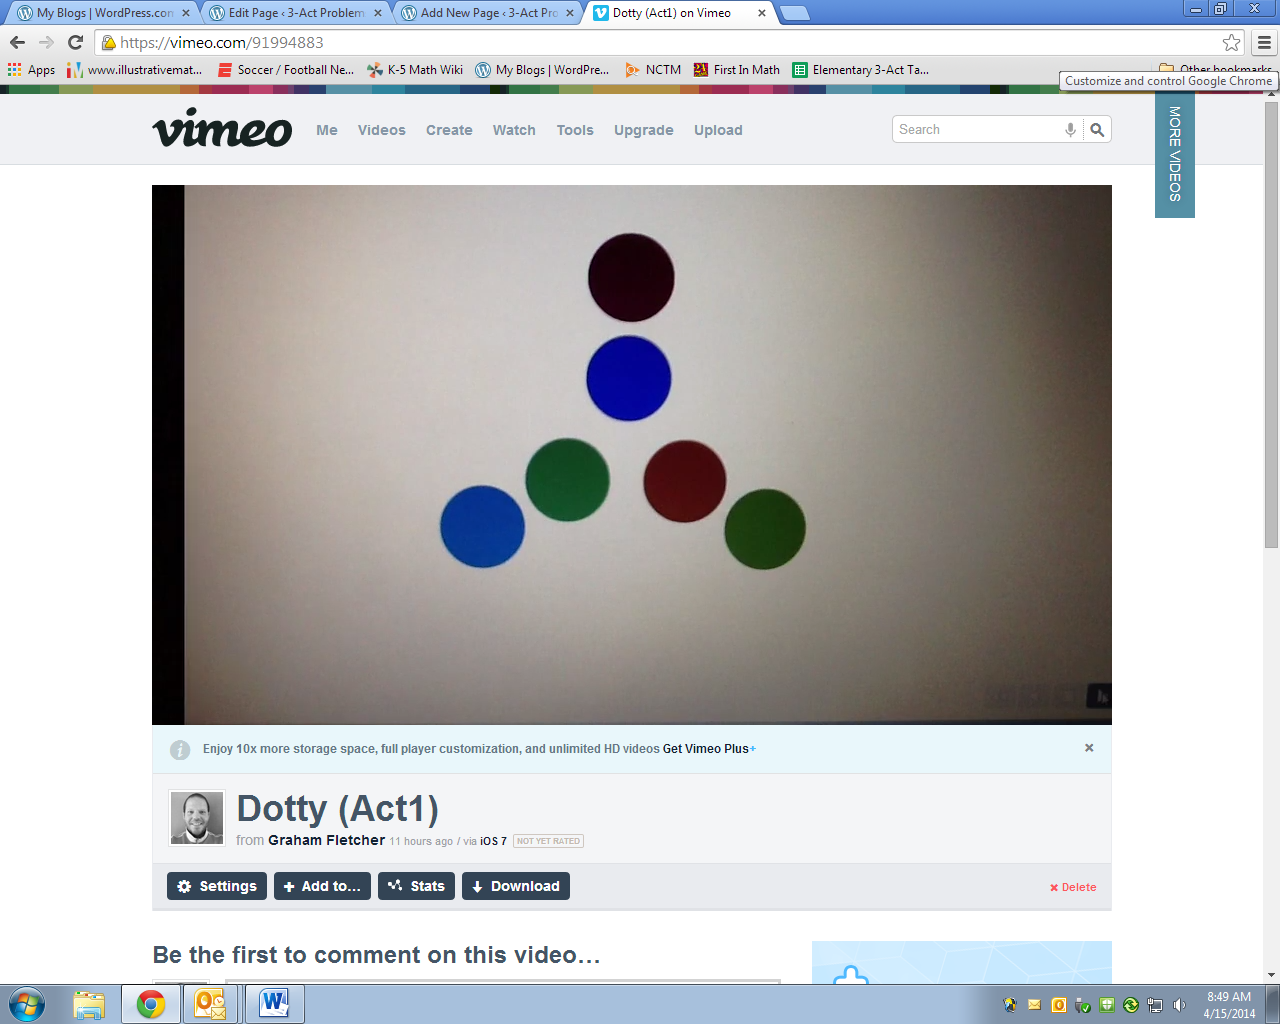 My Blogs | WordPress.con
Edit Page ‹ 3-Act Problem
Add New Page ‹ 3-Act Pro
Dotty (Act1) on Vimeo
https://vimeo.com/91994883
Apps
www.illustrativemat...
Soccer / Football Ne...
K-5 Math Wiki
My Blogs | WordPre...
NCTM
First In Math
Elementary 3-Act Ta...
Other bookmarks
Customize and control Google Chrome
vimeo
Me Videos Create Watch Tools Upgrade Upload
Search
MORE VIDEOS
Enjoy 10x more storage space, full player customization, and unlimited HD videos Get Vimeo Plus+
Dotty (Act1)
from Graham Fletcher 11 hours ago / via iOS 7 NOT YET RATED
Settings
Add to...
Stats
Download
Delete
Be the first to comment on this video...
8:49 AM
4/15/2014